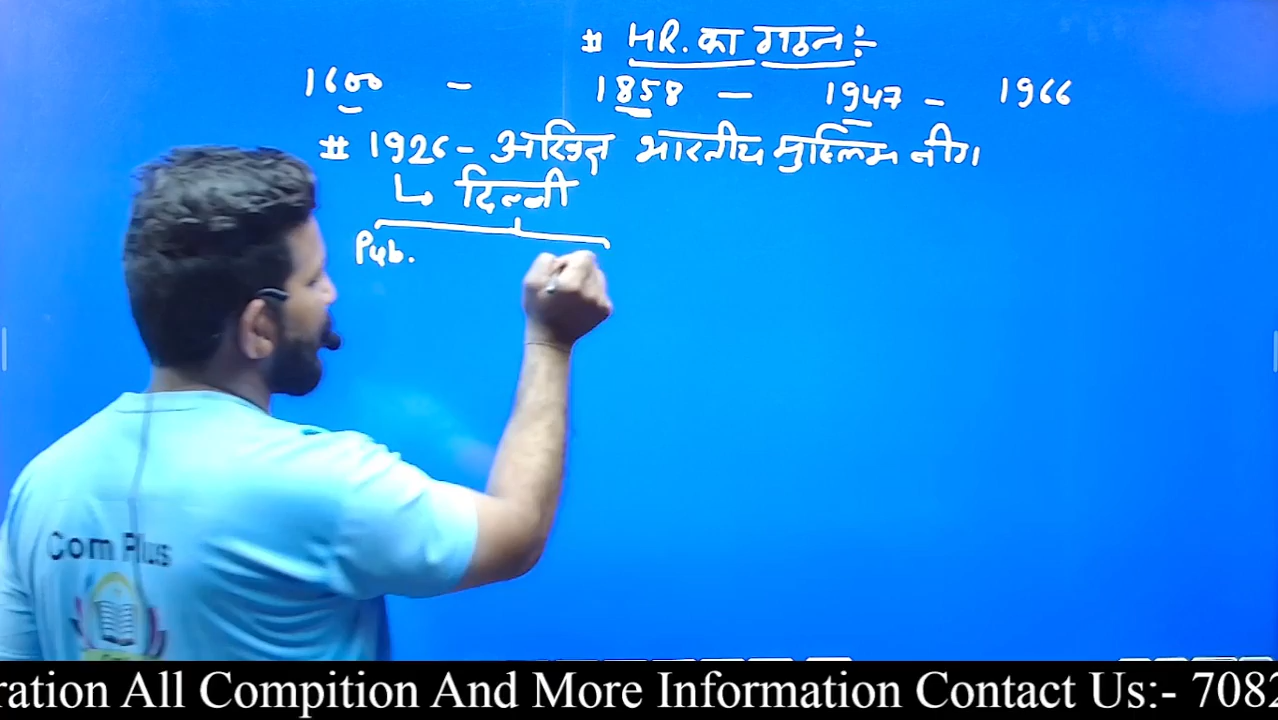 # HR. का गठन :-
1600 - 1858 - 1947 - 1966
# 1926 - अखिल भारतीय मुस्लिम लीग
↳ दिल्ली
Pub.
Com Plus
ration All Compition And More Information Contact Us:- 7082